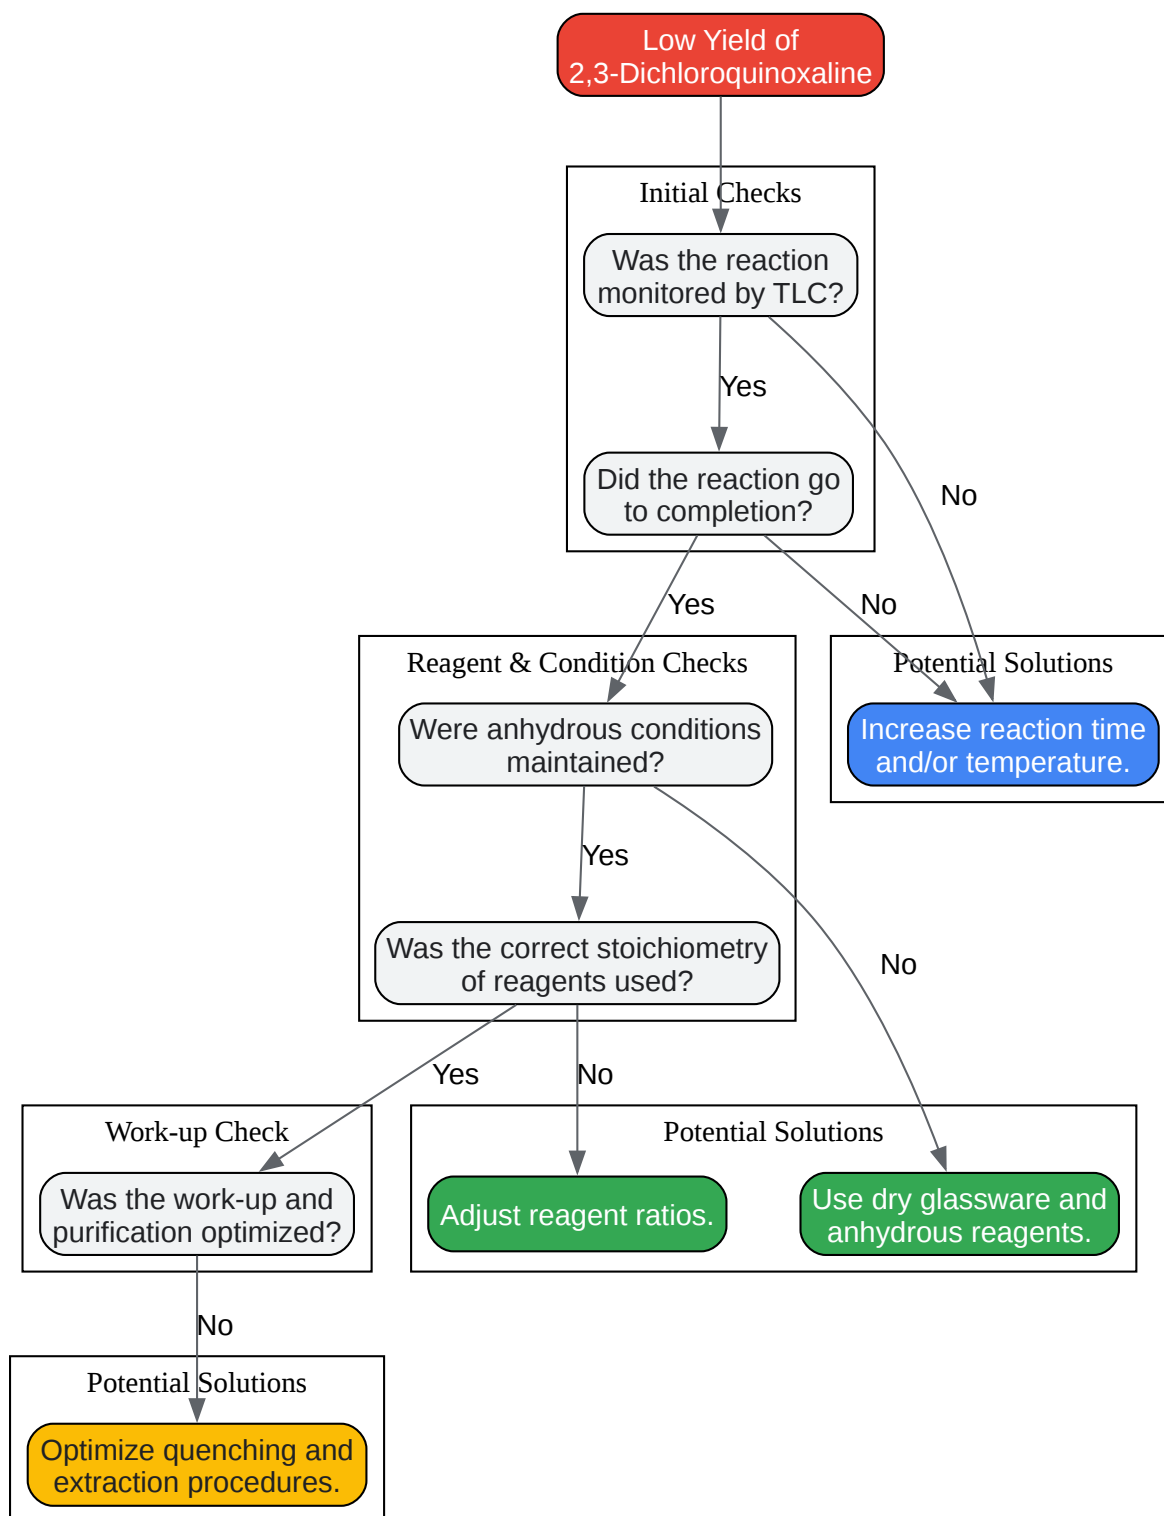 Low Yield of
2,3-Dichloroquinoxaline
Initial Checks
Was the reaction
monitored by TLC?
Yes
No
Did the reaction go
to completion?
Yes
No
Reagent & Condition Checks
Were anhydrous conditions
maintained?
Potential Solutions
Increase reaction time
and/or temperature.
Yes
No
Was the correct stoichiometry
of reagents used?
Yes
No
Work-up Check
Was the work-up and
purification optimized?
Potential Solutions
Adjust reagent ratios.
Use dry glassware and
anhydrous reagents.
No
Potential Solutions
Optimize quenching and
extraction procedures.